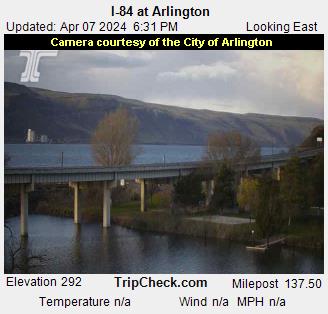 I-84 at Arlington
Updated: Apr 07 2024 6:31 PM Looking East
Camera courtesy of the City of Arlington
Elevation 292 TripCheck.com Milepost 137.50
Temperature n/a Wind n/a MPH n/a